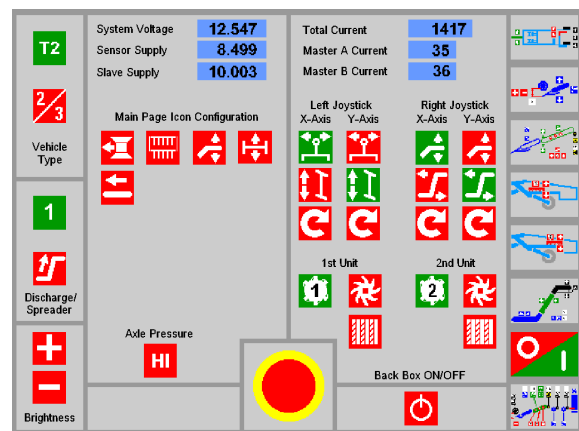 T2
2/3
Vehicle
Type
1
Discharge/
Spreader
Brightness
System Voltage 12.547
Sensor Supply 8.499
Slave Supply 10.003
Main Page Icon Configuration
Axle Pressure
HI
Total Current 1417
Master A Current 35
Master B Current 36
Left Joystick Right Joystick
X-Axis Y-Axis X-Axis Y-Axis
1st Unit 2nd Unit
1 2
Back Box ON/OFF